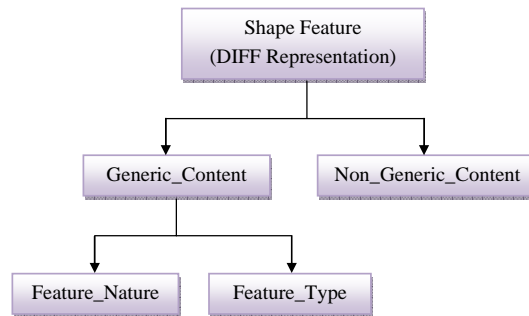 Shape Feature
(DIFF Representation)
Generic_Content
Non_Generic_Content
Feature_Nature
Feature_Type